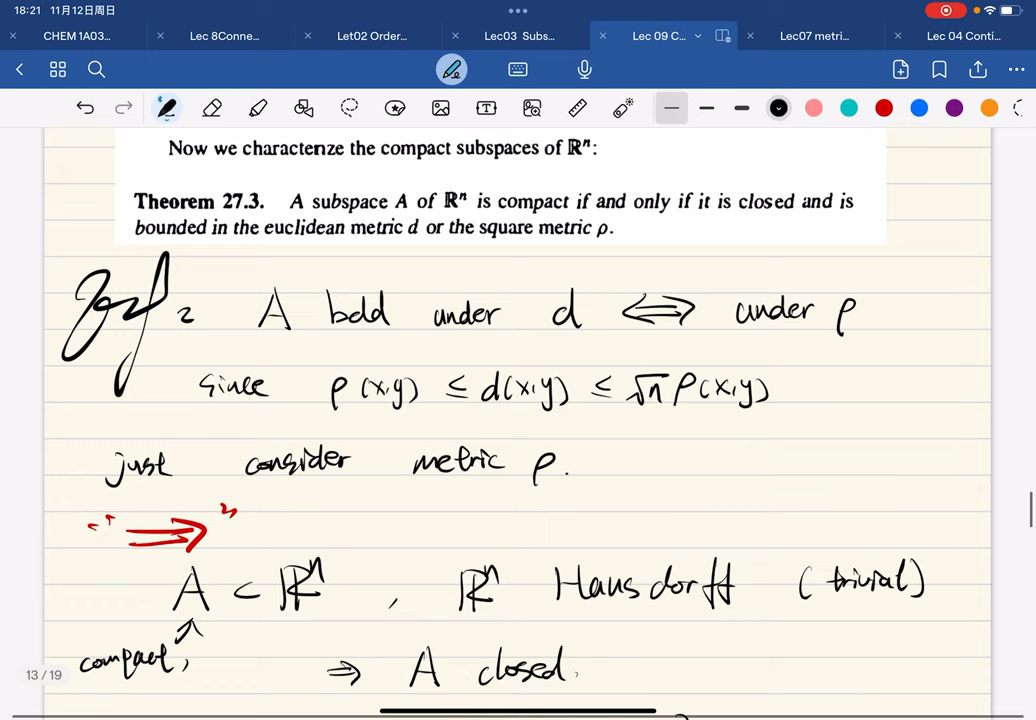 18:21 11月12日周日
CHEM 1A03... Lec 8Conne... Let02 Order... Lec03 Subs... Lec 09 C... Lec07 metri... Lec 04 Conti...
Now we characterize the compact subspaces of ℝⁿ:
Theorem 27.3. A subspace A of ℝⁿ is compact if and only if it is closed and is
bounded in the euclidean metric d or the square metric ρ.
A bdd under d ⟺ under ρ
since ρ(x,y) ≤ d(x,y) ≤ √n ρ(x,y)
just consider metric ρ.
"⟹"
A ⊂ ℝⁿ , ℝⁿ Hausdorff (trivial)
compact,
⇒ A closed.
13 / 19